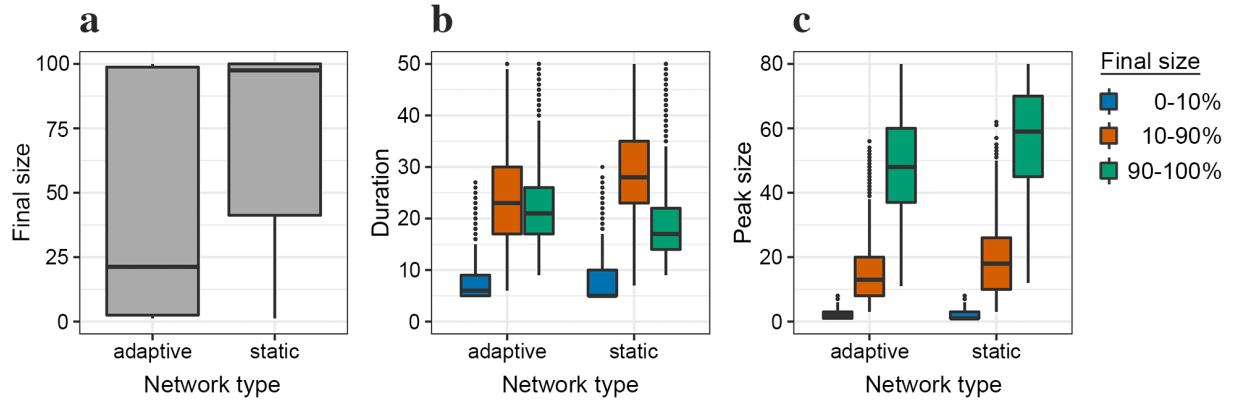 a
b
c
Final size
100
75
50
25
0
adaptive
static
Network type
Duration
50
40
30
20
10
0
adaptive
static
Network type
Peak size
80
60
40
20
0
adaptive
static
Network type
Final size
0-10%
10-90%
90-100%